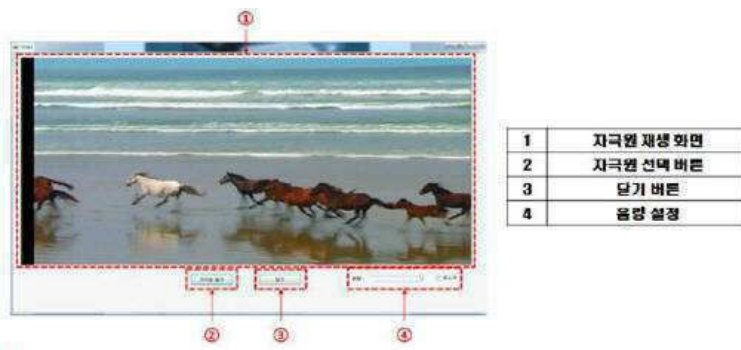 ①
1 자극원 재생 화면
2 자극원 선택 버튼
3 닫기 버튼
4 음량 설정
② ③ ④